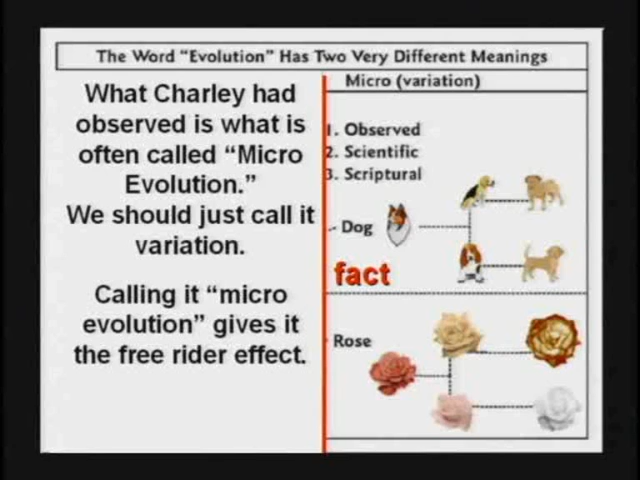 The Word "Evolution" Has Two Very Different Meanings
What Charley had
observed is what is
often called "Micro
Evolution."
We should just call it
variation.
Calling it "micro
evolution" gives it
the free rider effect.
Micro (variation)
1. Observed
2. Scientific
3. Scriptural
Dog
fact
Rose